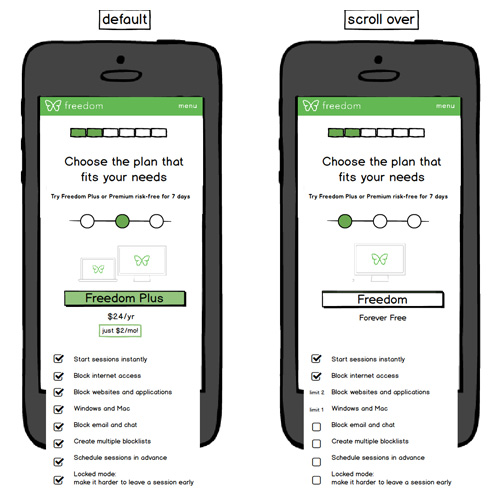 default
freedom
menu
Choose the plan that
fits your needs
Try Freedom Plus or Premium risk-free for 7 days
Freedom Plus
$24/yr
just $2/mo!
Start sessions instantly
Block internet access
Block websites and applications
Windows and Mac
Block email and chat
Create multiple blocklists
Schedule sessions in advance
Locked mode:
make it harder to leave a session early
scroll over
freedom
menu
Choose the plan that
fits your needs
Try Freedom Plus or Premium risk-free for 7 days
Freedom
Forever Free
Start sessions instantly
Block internet access
limit 2 Block websites and applications
limit 1 Windows and Mac
Block email and chat
Create multiple blocklists
Schedule sessions in advance
Locked mode:
make it harder to leave a session early